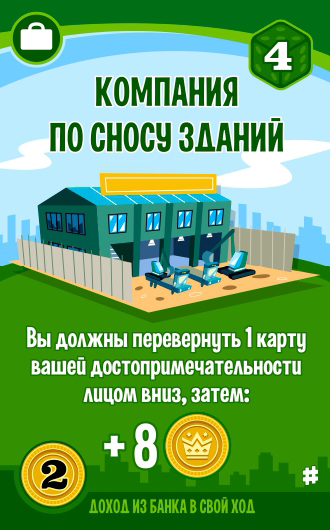 4
КОМПАНИЯ
ПО СНОСУ ЗДАНИЙ
Вы должны перевернуть 1 карту
вашей достопримечательности
лицом вниз, затем:
+ 8
2
#
ДОХОД ИЗ БАНКА В СВОЙ ХОД